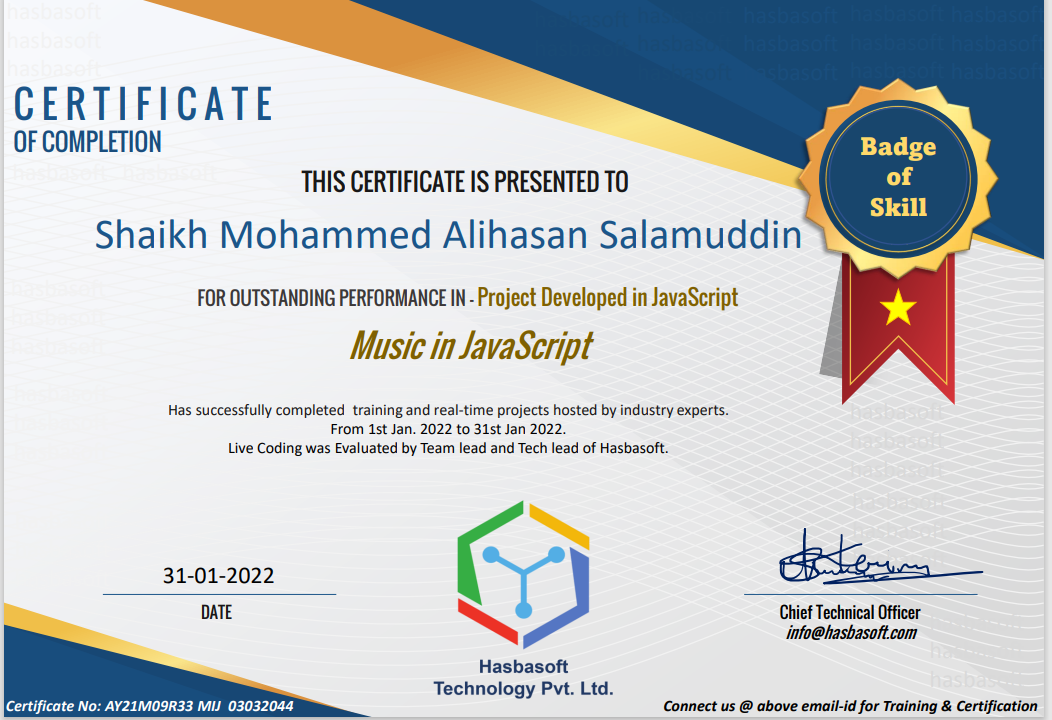 CERTIFICATE
OF COMPLETION
THIS CERTIFICATE IS PRESENTED TO
Shaikh Mohammed Alihasan Salamuddin
Badge
of
Skill
FOR OUTSTANDING PERFORMANCE IN - Project Developed in JavaScript
Music in JavaScript
Has successfully completed training and real-time projects hosted by industry experts.
From 1st Jan. 2022 to 31st Jan 2022.
Live Coding was Evaluated by Team lead and Tech lead of Hasbasoft.
31-01-2022
DATE
Chief Technical Officer
info@hasbasoft.com
Hasbasoft
Technology Pvt. Ltd.
Certificate No: AY21M09R33 MIJ 03032044
Connect us @ above email-id for Training & Certification